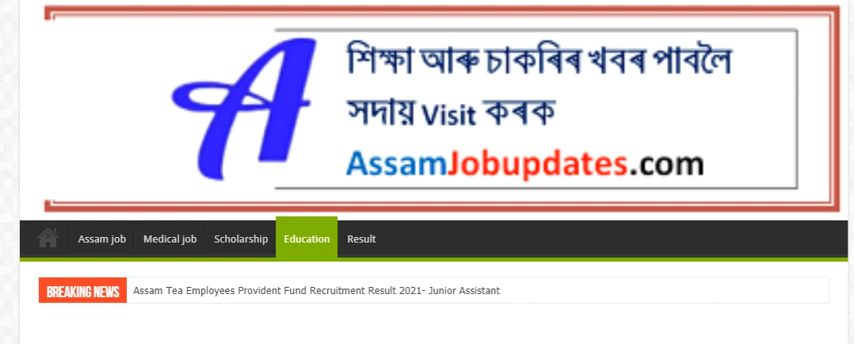 শিক্ষা আৰু চাকৰিৰ খবৰ পাবলৈ
সদায় Visit কৰক
AssamJobupdates.com
Assam job Medical job Scholarship Education Result
BREAKING NEWS Assam Tea Employees Provident Fund Recruitment Result 2021- Junior Assistant